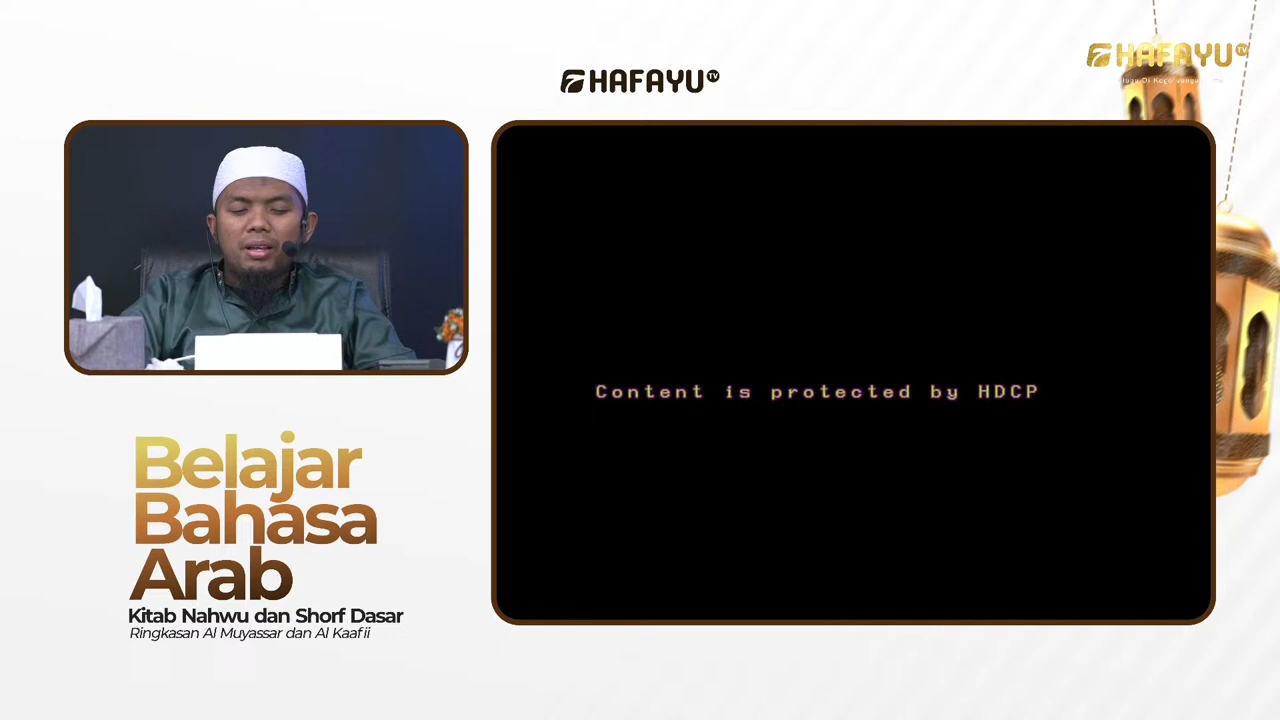 HAFAYU TV
HAFAYU TV
Content is protected by HDCP
Belajar
Bahasa
Arab
Kitab Nahwu dan Shorf Dasar
Ringkasan Al Muyassar dan Al Kaafii